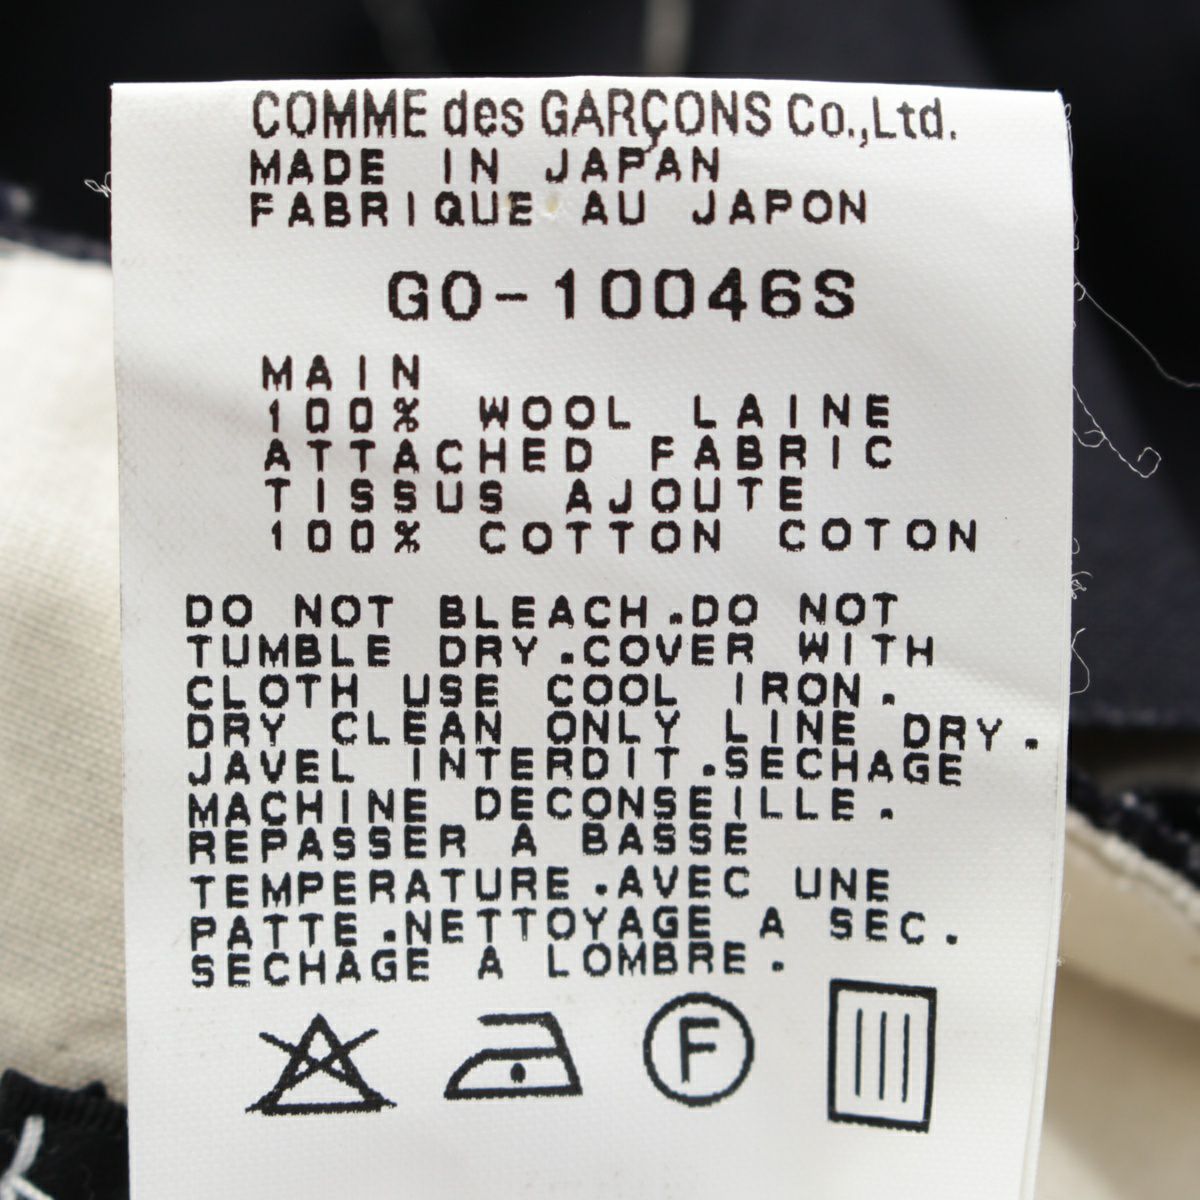 COMME des GARÇONS Co.,Ltd.
MADE IN JAPAN
FABRIQUE AU JAPON
GO-10046S
MAIN
100% WOOL LAINE
ATTACHED FABRIC
TISSUS AJOUTE
100% COTTON COTON
DO NOT BLEACH.DO NOT
TUMBLE DRY.COVER WITH
CLOTH USE COOL IRON.
DRY CLEAN ONLY LINE DRY.
JAVEL INTERDIT.SECHAGE
MACHINE DECONSEILLE.
REPASSER A BASSE
TEMPERATURE.AVEC UNE
PATTE.NETTOYAGE A SEC.
SECHAGE A LOMBRE.
F